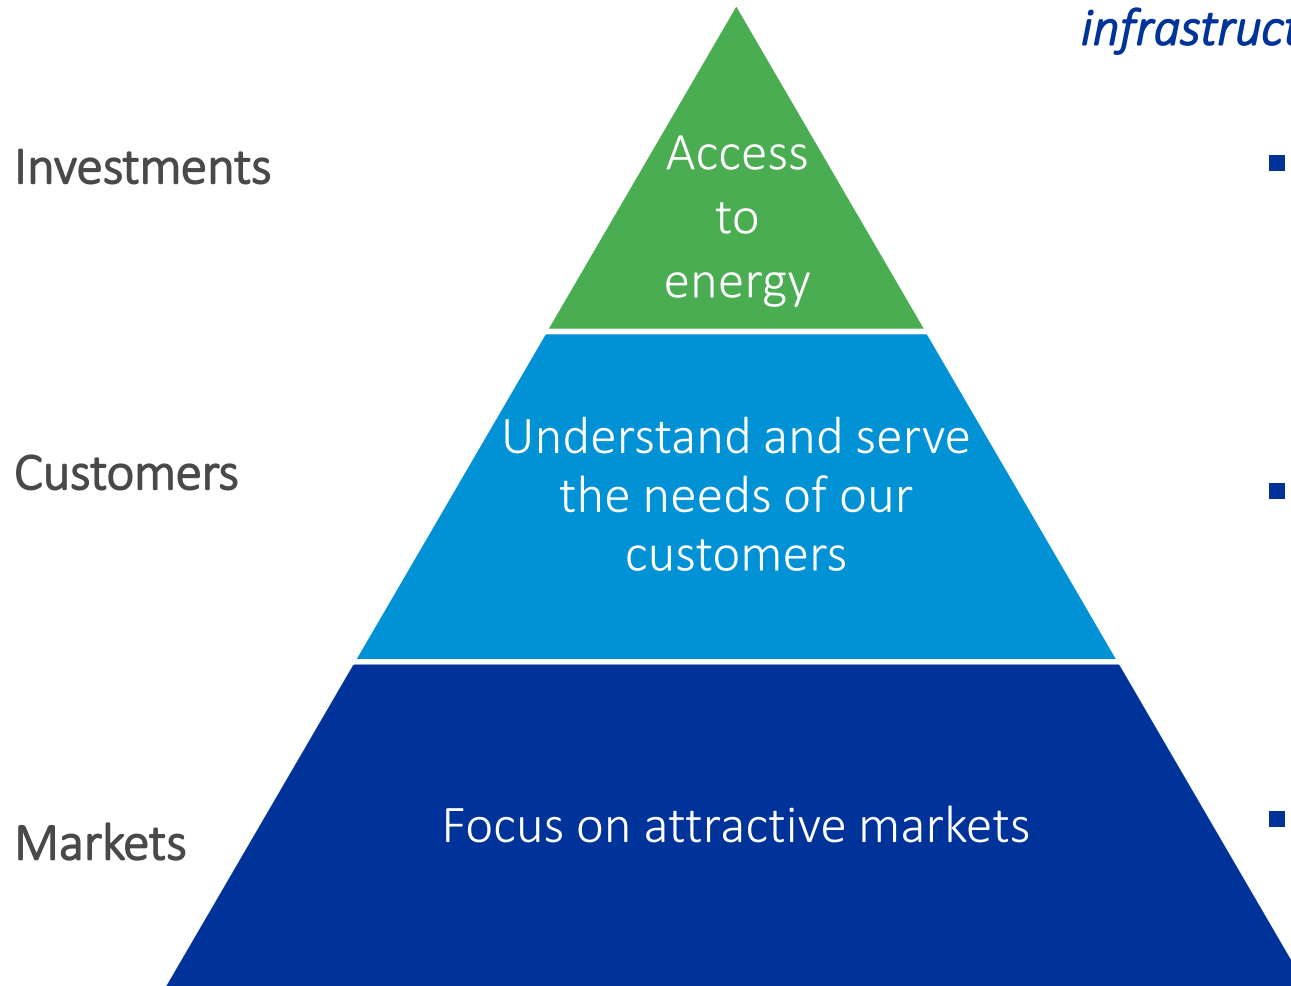 infrastruct
Investments
Access
to
energy
Customers
Understand and serve
the needs of our
customers
Markets
Focus on attractive markets